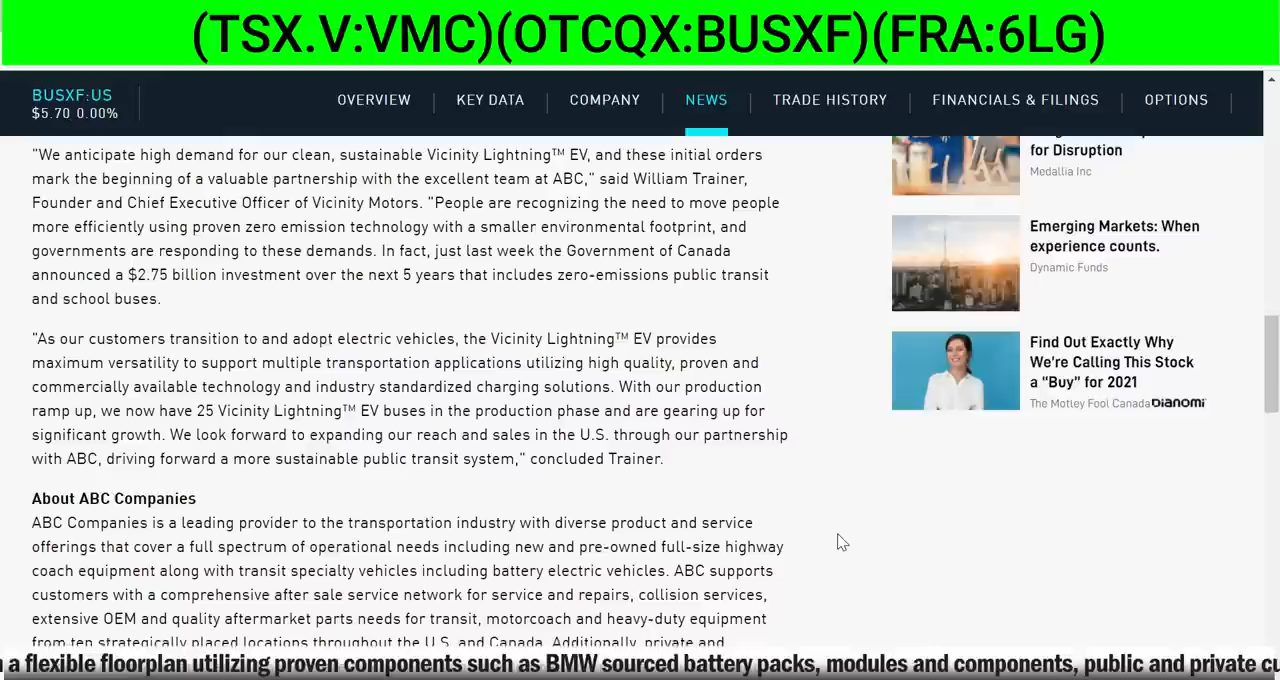 (TSX.V:VMC)(OTCQX:BUSXF)(FRA:6LG)
BUSXF:US
$5.70 0.00%
OVERVIEW
KEY DATA
COMPANY
NEWS
TRADE HISTORY
FINANCIALS & FILINGS
OPTIONS
"We anticipate high demand for our clean, sustainable Vicinity Lightning™ EV, and these initial orders
mark the beginning of a valuable partnership with the excellent team at ABC," said William Trainer,
Founder and Chief Executive Officer of Vicinity Motors. "People are recognizing the need to move people
more efficiently using proven zero emission technology with a smaller environmental footprint, and
governments are responding to these demands. In fact, just last week the Government of Canada
announced a $2.75 billion investment over the next 5 years that includes zero-emissions public transit
and school buses.
"As our customers transition to and adopt electric vehicles, the Vicinity Lightning™ EV provides
maximum versatility to support multiple transportation applications utilizing high quality, proven and
commercially available technology and industry standardized charging solutions. With our production
ramp up, we now have 25 Vicinity Lightning™ EV buses in the production phase and are gearing up for
significant growth. We look forward to expanding our reach and sales in the U.S. through our partnership
with ABC, driving forward a more sustainable public transit system," concluded Trainer.
About ABC Companies
ABC Companies is a leading provider to the transportation industry with diverse product and service
offerings that cover a full spectrum of operational needs including new and pre-owned full-size highway
coach equipment along with transit specialty vehicles including battery electric vehicles. ABC supports
customers with a comprehensive after sale service network for service and repairs, collision services,
extensive OEM and quality aftermarket parts needs for transit, motorcoach and heavy-duty equipment
from ten strategically placed locations throughout the U.S. and Canada. Additionally, private and
for Disruption
Medallia Inc
Emerging Markets: When
experience counts.
Dynamic Funds
Find Out Exactly Why
We're Calling This Stock
a "Buy" for 2021
The Motley Fool Canada
DIANOMI
a flexible floorplan utilizing proven components such as BMW sourced battery packs, modules and components, public and private